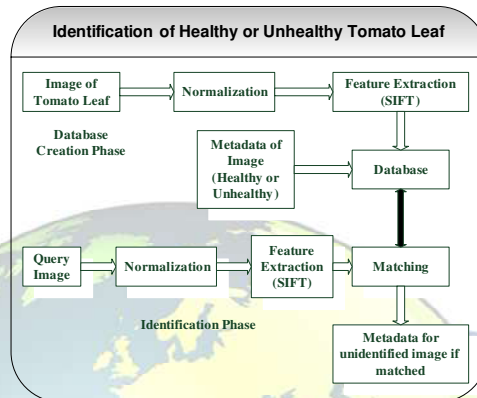 Identification of Healthy or Unhealthy Tomato Leaf
Image of
Tomato Leaf
Normalization
Feature Extraction
(SIFT)
Database
Creation Phase
Metadata of
Image
(Healthy or
Unhealthy)
Database
Query
Image
Normalization
Feature
Extraction
(SIFT)
Matching
Identification Phase
Metadata for
unidentified image if
matched